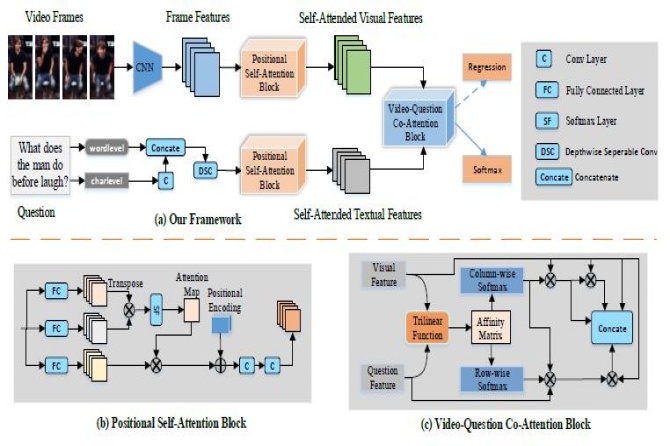 Video Frames
Frame Features
Self-Attended Visual Features
CNN
Positional
Self-Attention
Block
Regression
Video-Question
Co-Attention
Block
Softmax
What does
the man do
before laugh?
wordlevel
charlevel
Concate
C
DSC
Positional
Self-Attention
Block
Question
(a) Our Framework
Self-Attended Textual Features
C Conv Layer
FC Fully Connected Layer
SF Softmax Layer
DSC Depthwise Seperable Conv
Concate Concatenate
FC
FC
FC
Transpose
SF
Attention
Map
Positional
Encoding
C
C
(b) Positional Self-Attention Block
Visual
Feature
Question
Feature
Trilinear
Function
Column-wise
Softmax
Affinity
Matrix
Row-wise
Softmax
Concate
(c) Video-Question Co-Attention Block